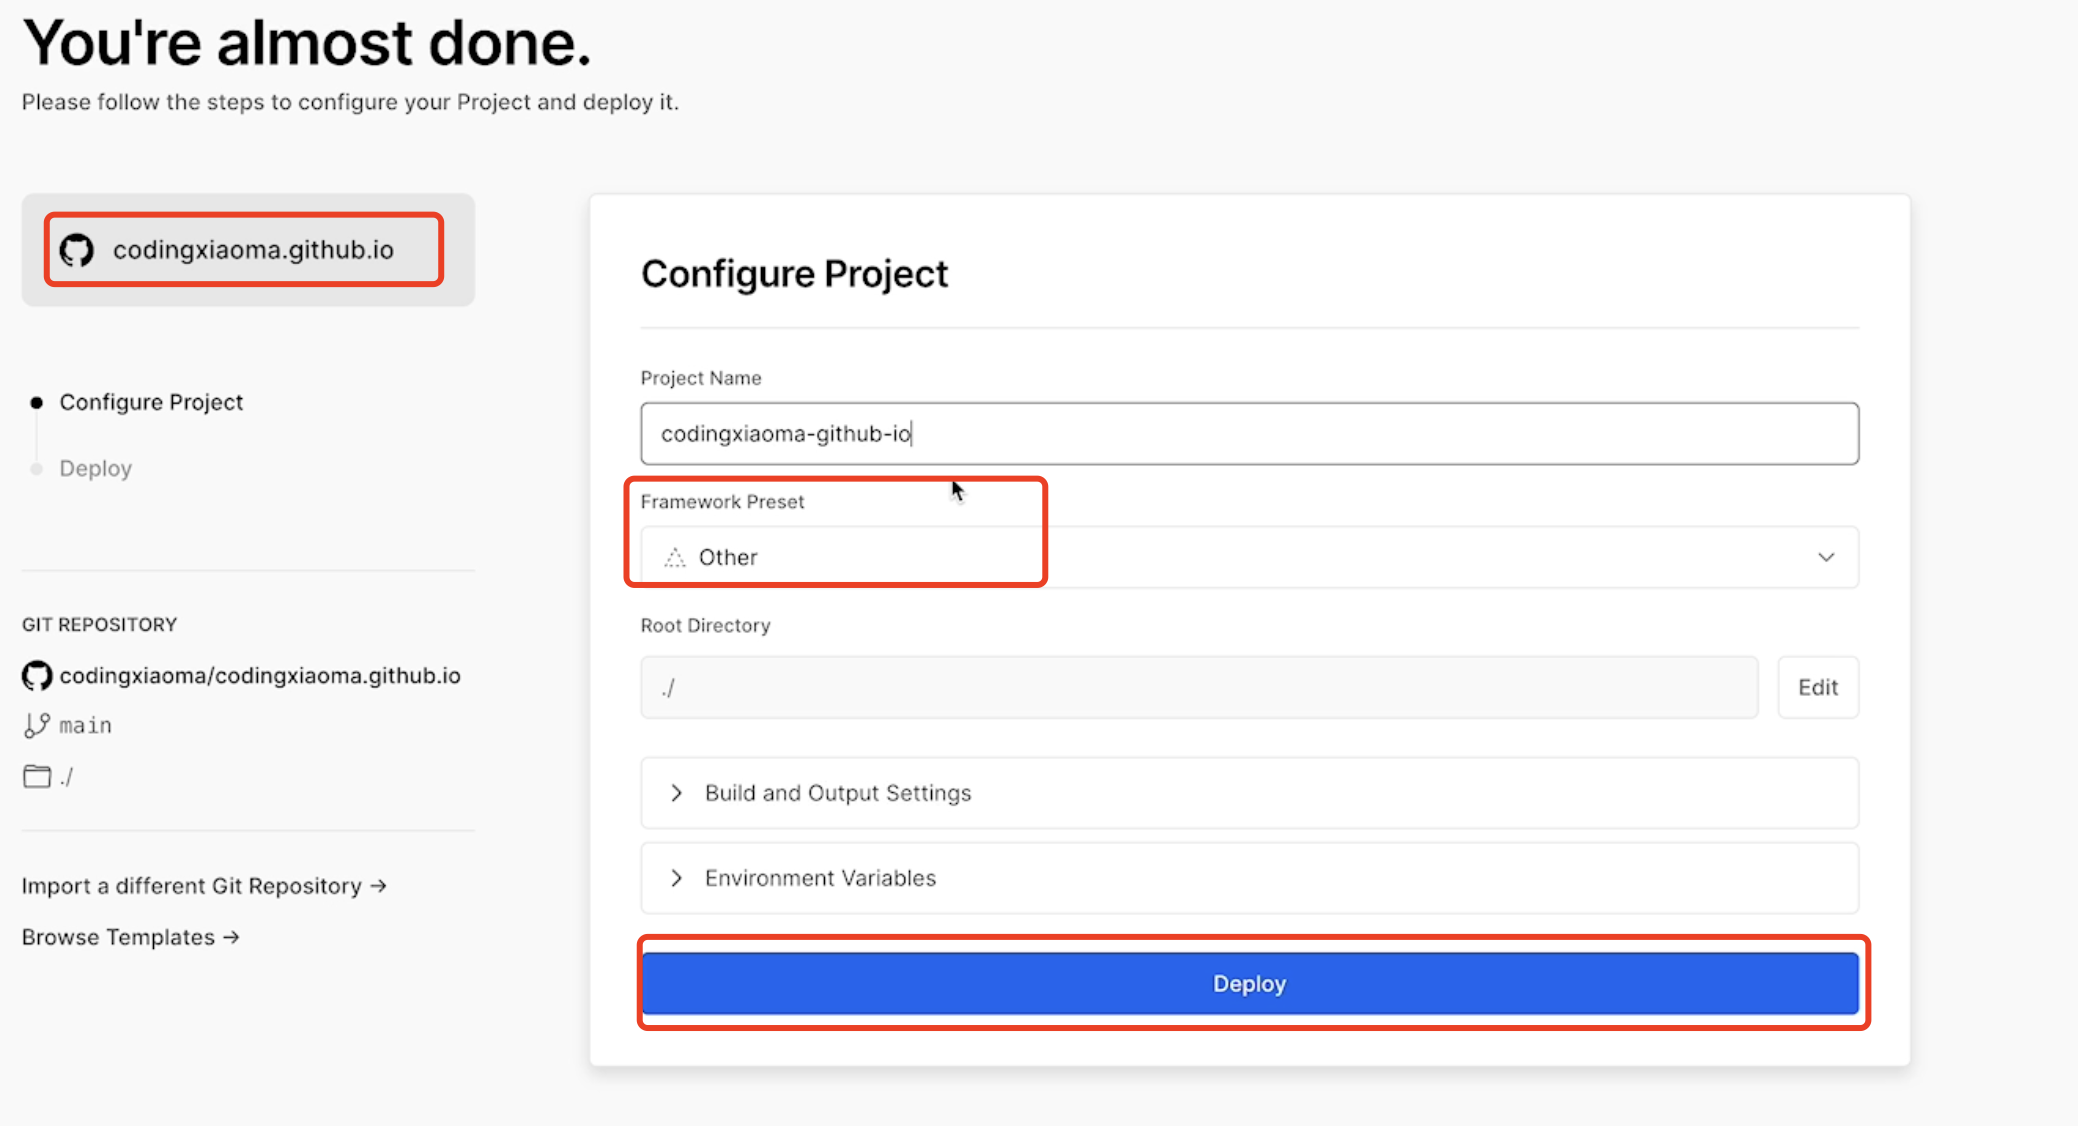 You're almost done.
Please follow the steps to configure your Project and deploy it.
codingxiaoma.github.io
Configure Project
Deploy
GIT REPOSITORY
codingxiaoma/codingxiaoma.github.io
main
./
Import a different Git Repository →
Browse Templates →
Configure Project
Project Name
codingxiaoma-github-io
Framework Preset
Other
Root Directory
./
Edit
Build and Output Settings
Environment Variables
Deploy